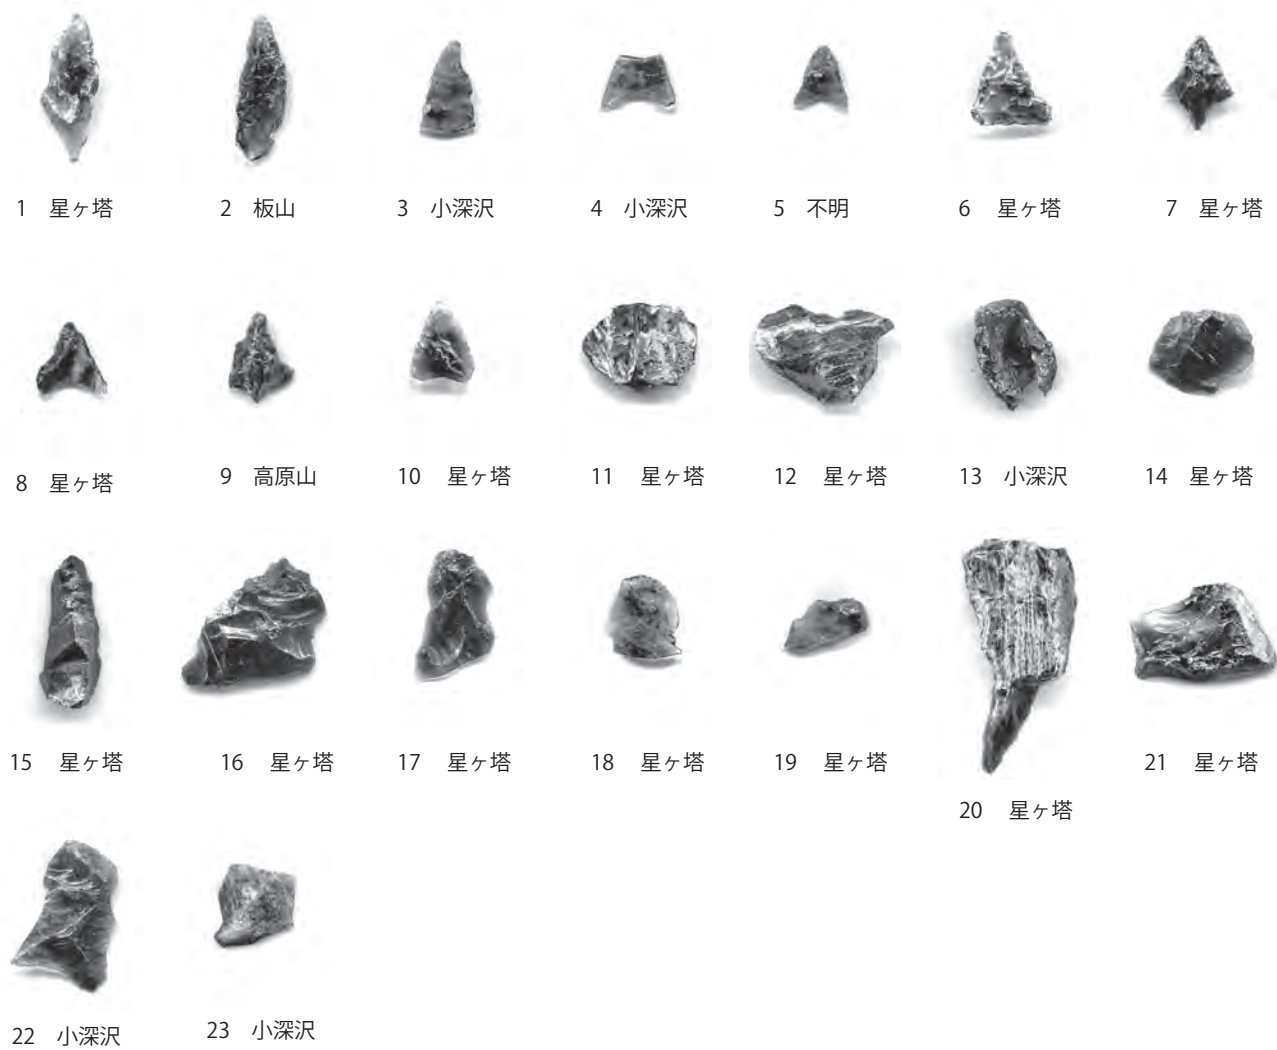 1 星ヶ塔
2 板山
3 小深沢
4 小深沢
5 不明
6 星ヶ塔
7 星ヶ塔
8 星ヶ塔
9 高原山
10 星ヶ塔
11 星ヶ塔
12 星ヶ塔
13 小深沢
14 星ヶ塔
15 星ヶ塔
16 星ヶ塔
17 星ヶ塔
18 星ヶ塔
19 星ヶ塔
20 星ヶ塔
21 星ヶ塔
22 小深沢
23 小深沢